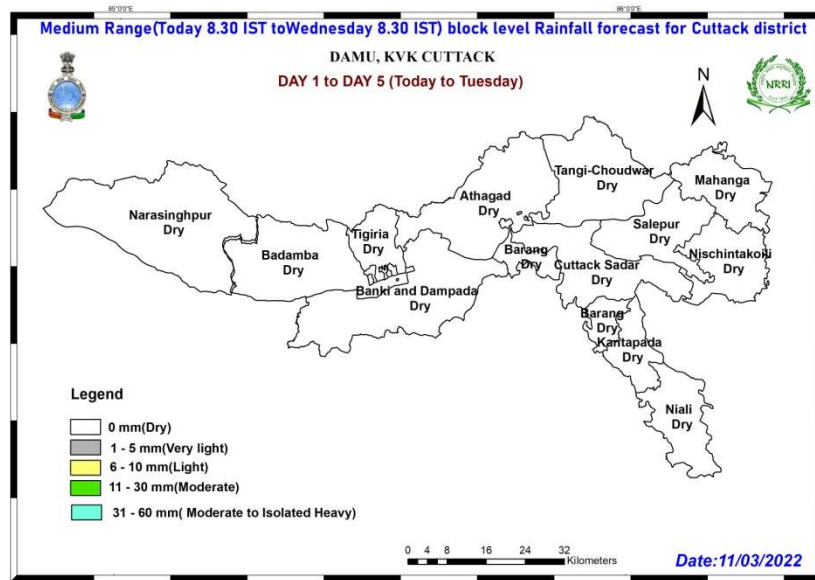 85°0'0"E
86°0'0"E
Medium Range(Today 8.30 IST toWednesday 8.30 IST) block level Rainfall forecast for Cuttack district
DAMU, KVK CUTTACK
DAY 1 to DAY 5 (Today to Tuesday)
N
NRRI
Tangi-Choudwar
Dry
Mahanga
Dry
Athagad
Dry
Narasinghpur
Dry
Salepur
Dry
Tigiria
Dry
Badamba
Dry
Barang
Dry
Cuttack Sadar
Dry
Nischintakoili
Dry
Banki and Dampada
Dry
Barang
Dry
Kantapada
Dry
Niali
Dry
Legend
0 mm(Dry)
1 - 5 mm(Very light)
6 - 10 mm(Light)
11 - 30 mm(Moderate)
31 - 60 mm( Moderate to Isolated Heavy)
0 4 8 16 24 32
Kilometers
Date:11/03/2022